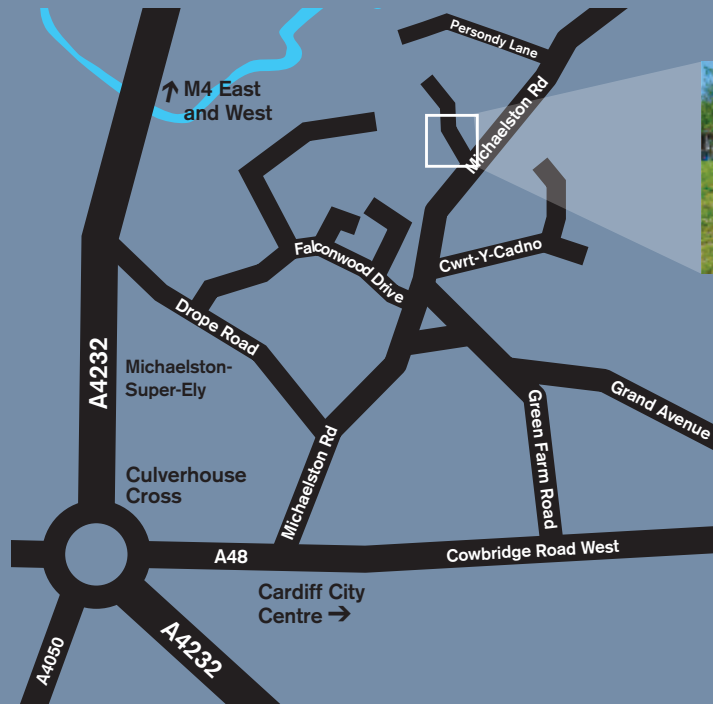 Persondy Lane
↑ M4 East
and West
Michaelston Rd
Cwrt-Y-Cadno
Falconwood Drive
Drope Road
A4232
Michaelston-
Super-Ely
Grand Avenue
Green Farm Road
Michaelston Rd
Culverhouse
Cross
A48
Cowbridge Road West
Cardiff City
Centre →
A4050
A4232